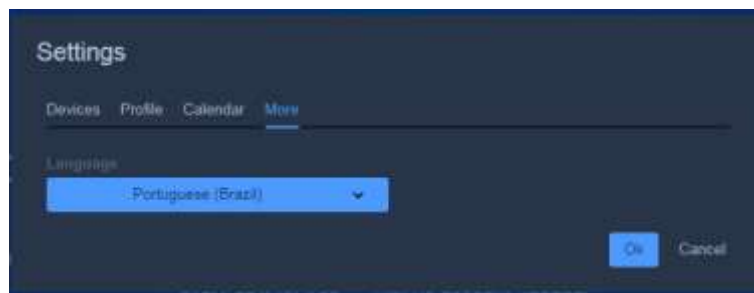 Settings
Devices Profile Calendar More
Language
Portuguese (Brazil)
Ok Cancel